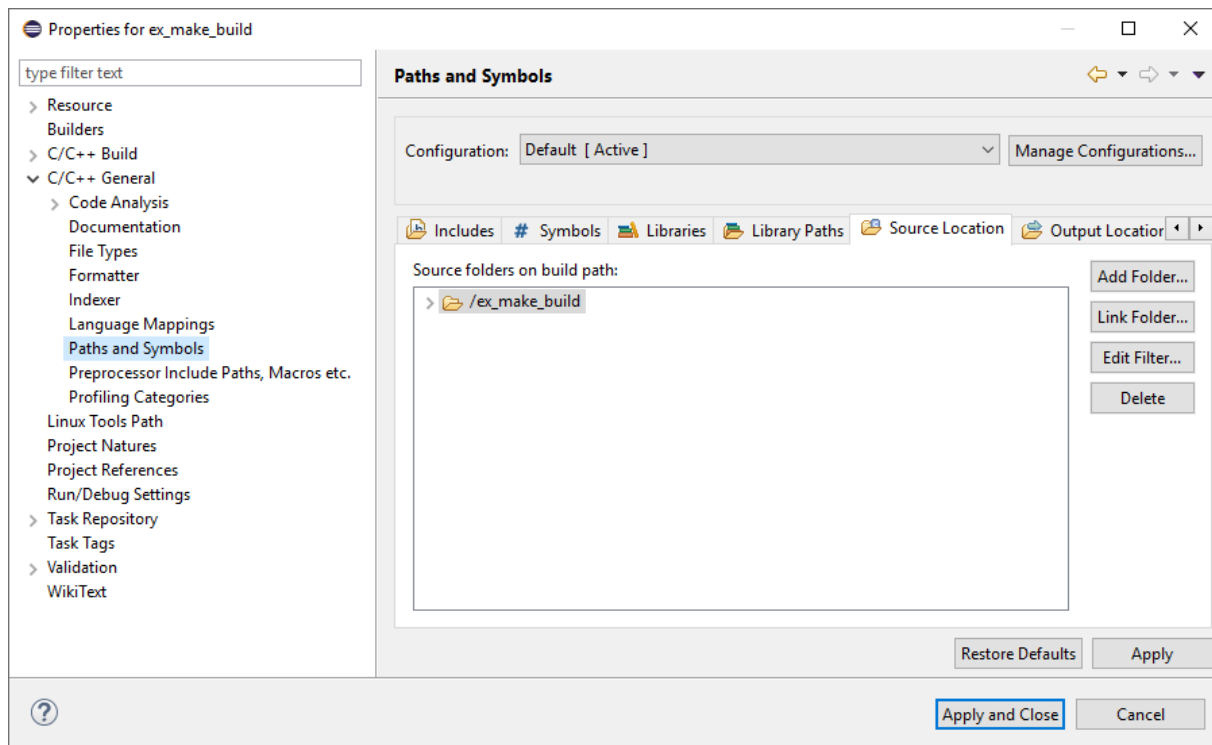 Properties for ex_make_build
type filter text
Resource
Builders
C/C++ Build
C/C++ General
Code Analysis
Documentation
File Types
Formatter
Indexer
Language Mappings
Paths and Symbols
Preprocessor Include Paths, Macros etc.
Profiling Categories
Linux Tools Path
Project Natures
Project References
Run/Debug Settings
Task Repository
Task Tags
Validation
WikiText
Paths and Symbols
Configuration: Default [ Active ] Manage Configurations...
Includes # Symbols Libraries Library Paths Source Location Output Location
Source folders on build path:
/ex_make_build
Add Folder...
Link Folder...
Edit Filter...
Delete
Restore Defaults Apply
? Apply and Close Cancel